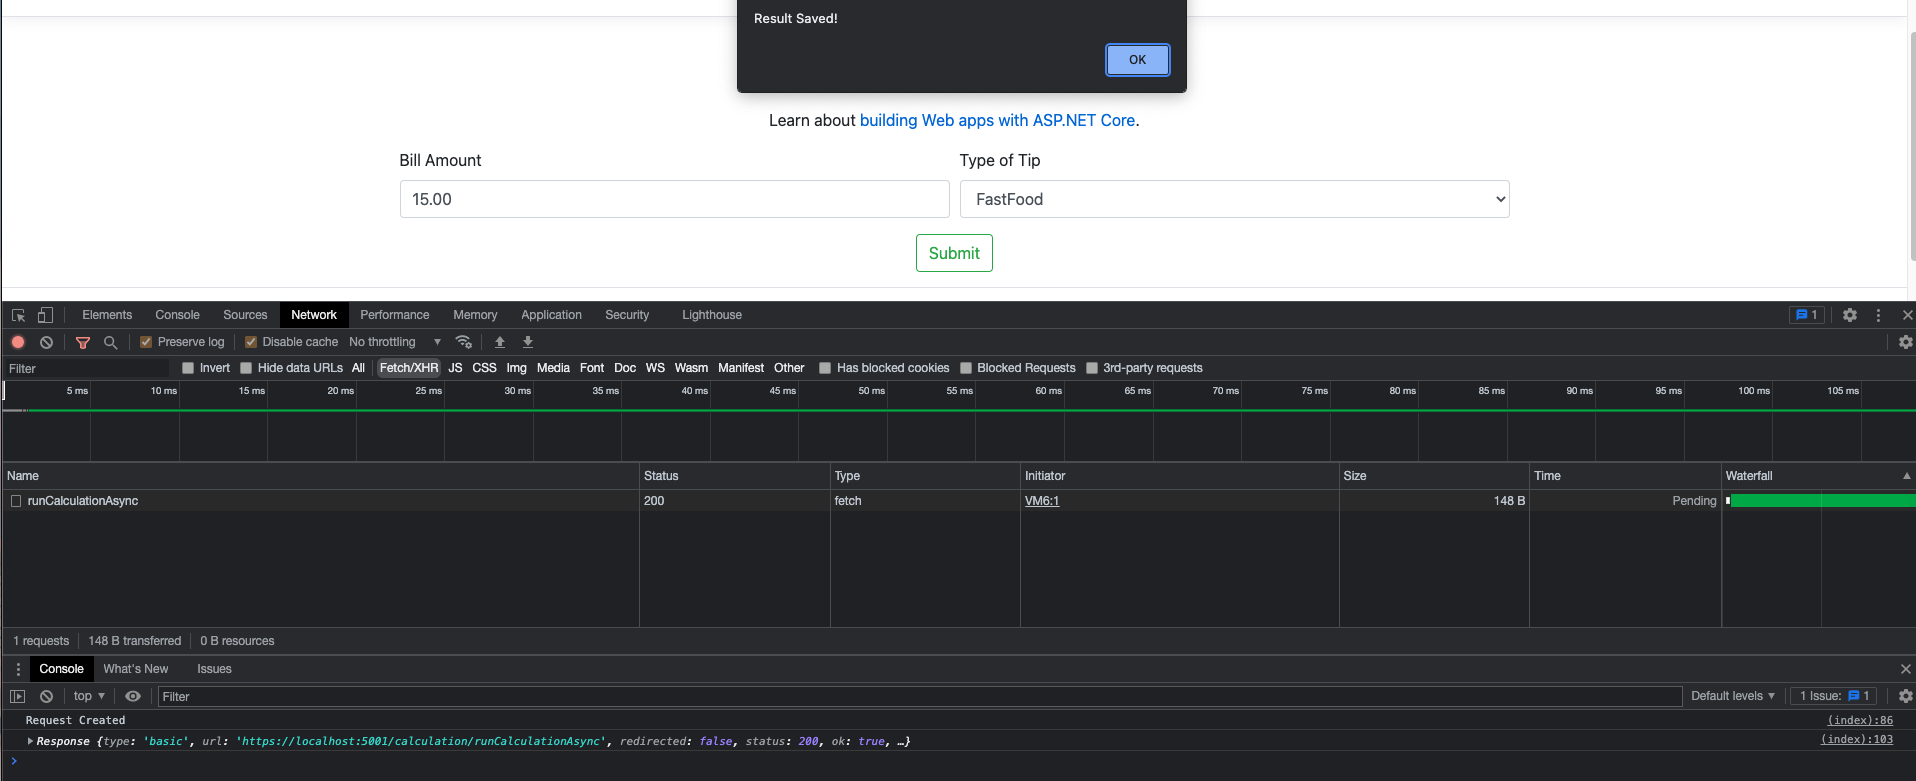 Result Saved!
OK
Learn about building Web apps with ASP.NET Core.
Bill Amount Type of Tip
15.00 FastFood
Submit
Elements Console Sources Network Performance Memory Application Security Lighthouse 1
Preserve log Disable cache No throttling
Filter Invert Hide data URLs All Fetch/XHR JS CSS Img Media Font Doc WS Wasm Manifest Other Has blocked cookies Blocked Requests 3rd-party requests
5 ms 10 ms 15 ms 20 ms 25 ms 30 ms 35 ms 40 ms 45 ms 50 ms 55 ms 60 ms 65 ms 70 ms 75 ms 80 ms 85 ms 90 ms 95 ms 100 ms 105 ms
Name Status Type Initiator Size Time Waterfall
runCalculationAsync 200 fetch VM6:1 148 B Pending
1 requests 148 B transferred 0 B resources
Console What's New Issues
top Filter Default levels 1 Issue: 1
Request Created (index):86
Response {type: 'basic', url: 'https://localhost:5001/calculation/runCalculationAsync', redirected: false, status: 200, ok: true, …} (index):103